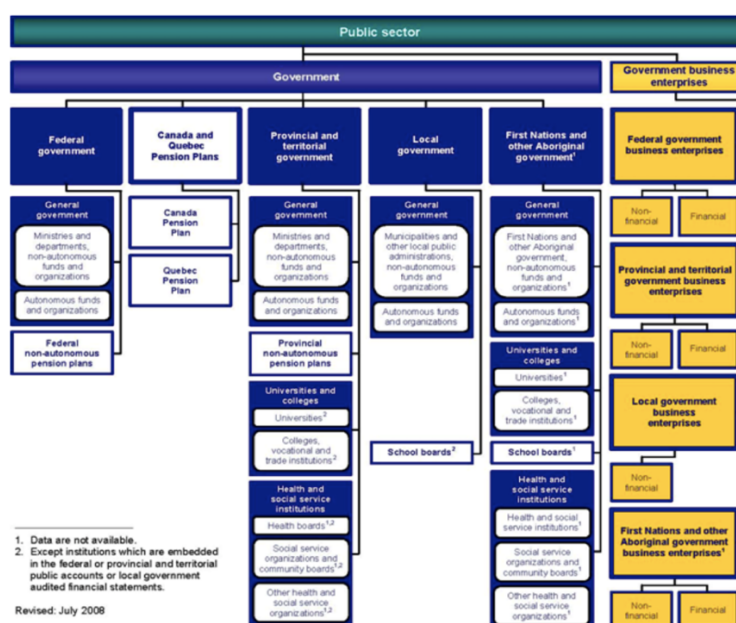 Public sector
Government
Government business
enterprises
Federal
government
Canada and
Quebec
Pension Plans
Provincial and
territorial
government
Local
government
First Nations and
other Aboriginal
government¹
Federal government
business enterprises
General
government
Ministries and
departments,
non-autonomous
funds and
organizations
Autonomous funds
and organizations
Federal
non-autonomous
pension plans
Canada
Pension
Plan
Quebec
Pension
Plan
General
government
Ministries and
departments,
non-autonomous
funds and
organizations
Autonomous funds
and organizations
Provincial
non-autonomous
pension plans
Universities and
colleges
Universities²
Colleges,
vocational and
trade institutions²
Health and
social service
institutions
Health boards¹,²
Social service
organizations and
community boards¹,²
Other health and
social service
organizations¹,²
General
government
Municipalities and
other local public
administrations,
non-autonomous
funds and
organizations
Autonomous funds
and organizations
School boards²
General
government
First Nations and
other Aboriginal
government,
non-autonomous
funds and
organizations¹
Autonomous funds
and organizations¹
Universities and
colleges
Universities¹
Colleges,
vocational and
trade institutions¹
School boards¹
Health and
social service
institutions
Health and social
service institutions¹
Social service
organizations and
community boards¹
Other health and
social service
organizations¹
Non-
financial
Financial
Provincial and territorial
government business
enterprises
Non-
financial
Financial
Local government
business
enterprises
Non-
financial
First Nations and other
Aboriginal government
business enterprises¹
Non-
financial
Financial
1. Data are not available.
2. Except institutions which are embedded
in the federal or provincial and territorial
public accounts or local government
audited financial statements.
Revised: July 2008